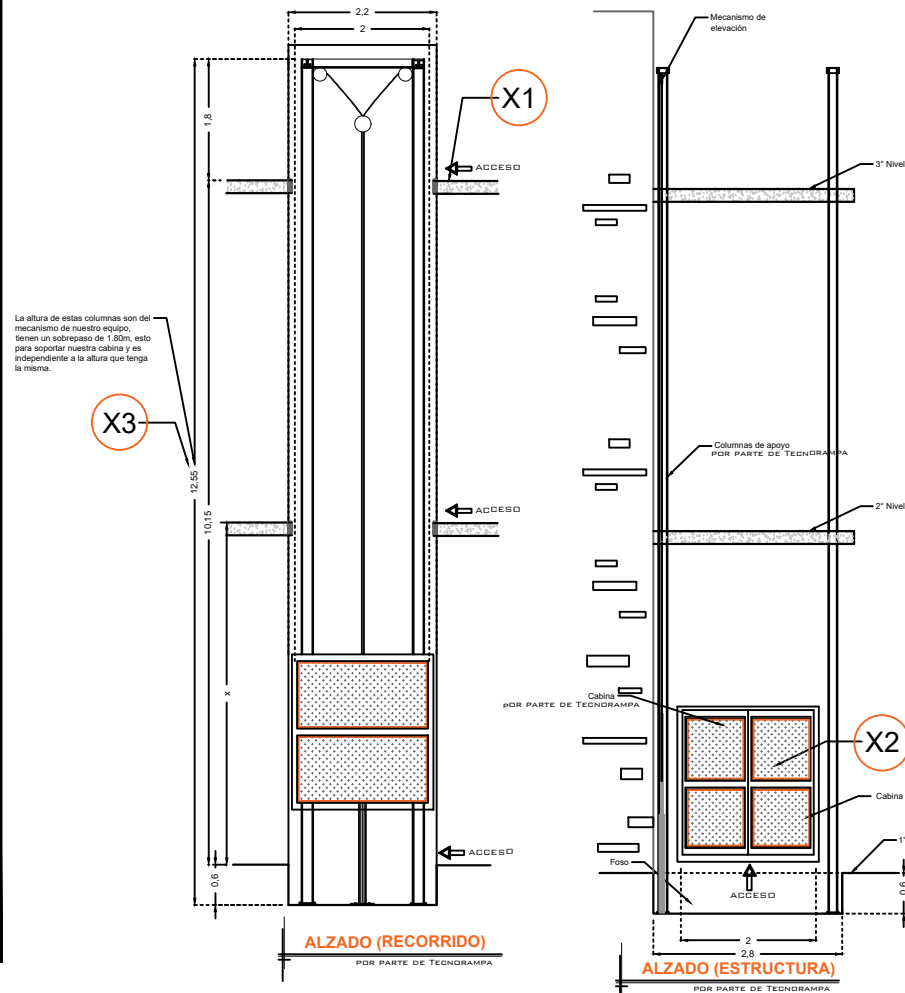 2,2
2
1,8
X1
ACCESO
La altura de estas columnas son del
mecanismo de nuestro equipo,
tienen un sobrepaso de 1.80m, esto
para soportar nuestra cabina y es
independiente a la altura que tenga
la misma.
X3
12,55
10,15
ACCESO
x
ACCESO
0,6
ALZADO (RECORRIDO)
POR PARTE DE TECNORAMPA
Mecanismo de
elevación
3° Nivel
Columnas de apoyo
POR PARTE DE TECNORAMPA
2° Nivel
Cabina
pOR PARTE DE TECNORAMPA
X2
Cabina
1°
Foso
ACCESO
0,6
2
2,8
ALZADO (ESTRUCTURA)
POR PARTE DE TECNORAMPA